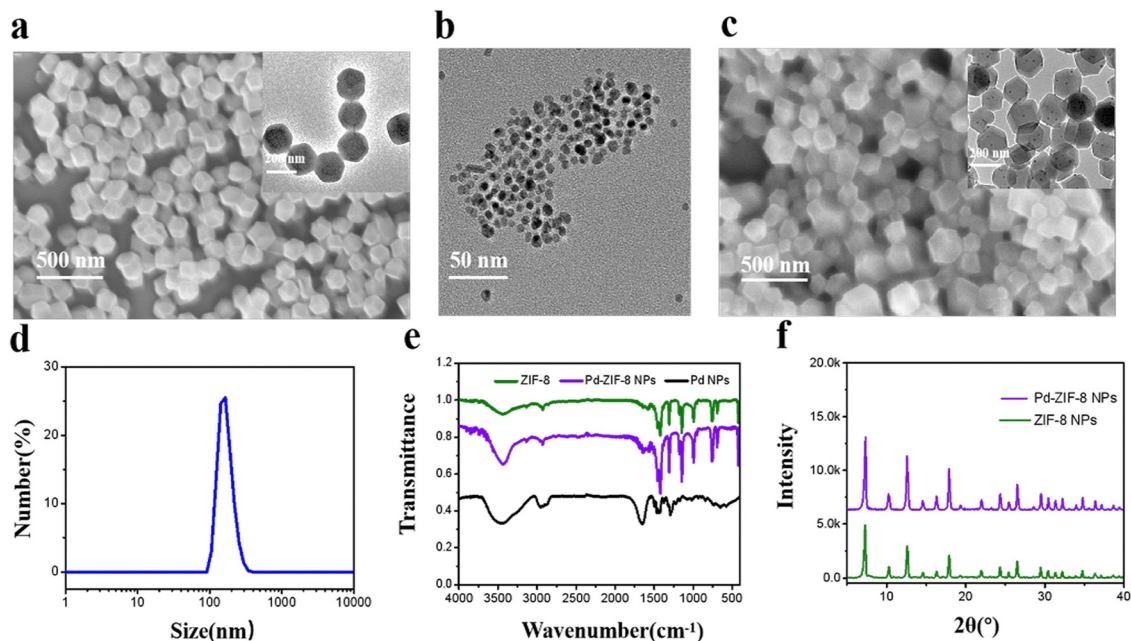 a
b
c
200 nm
500 nm
50 nm
200 nm
500 nm
d
30
20
10
0
Number(%)
1
10
100
1000
10000
Size(nm)
e
1.2
1.0
0.8
0.6
0.4
0.2
0.0
Transmittance
ZIF-8
Pd-ZIF-8 NPs
Pd NPs
4000
3500
3000
2500
2000
1500
1000
500
Wavenumber(cm-1)
f
20.0k
15.0k
10.0k
5.0k
0.0
Intensity
Pd-ZIF-8 NPs
ZIF-8 NPs
10
20
30
40
2θ(°)